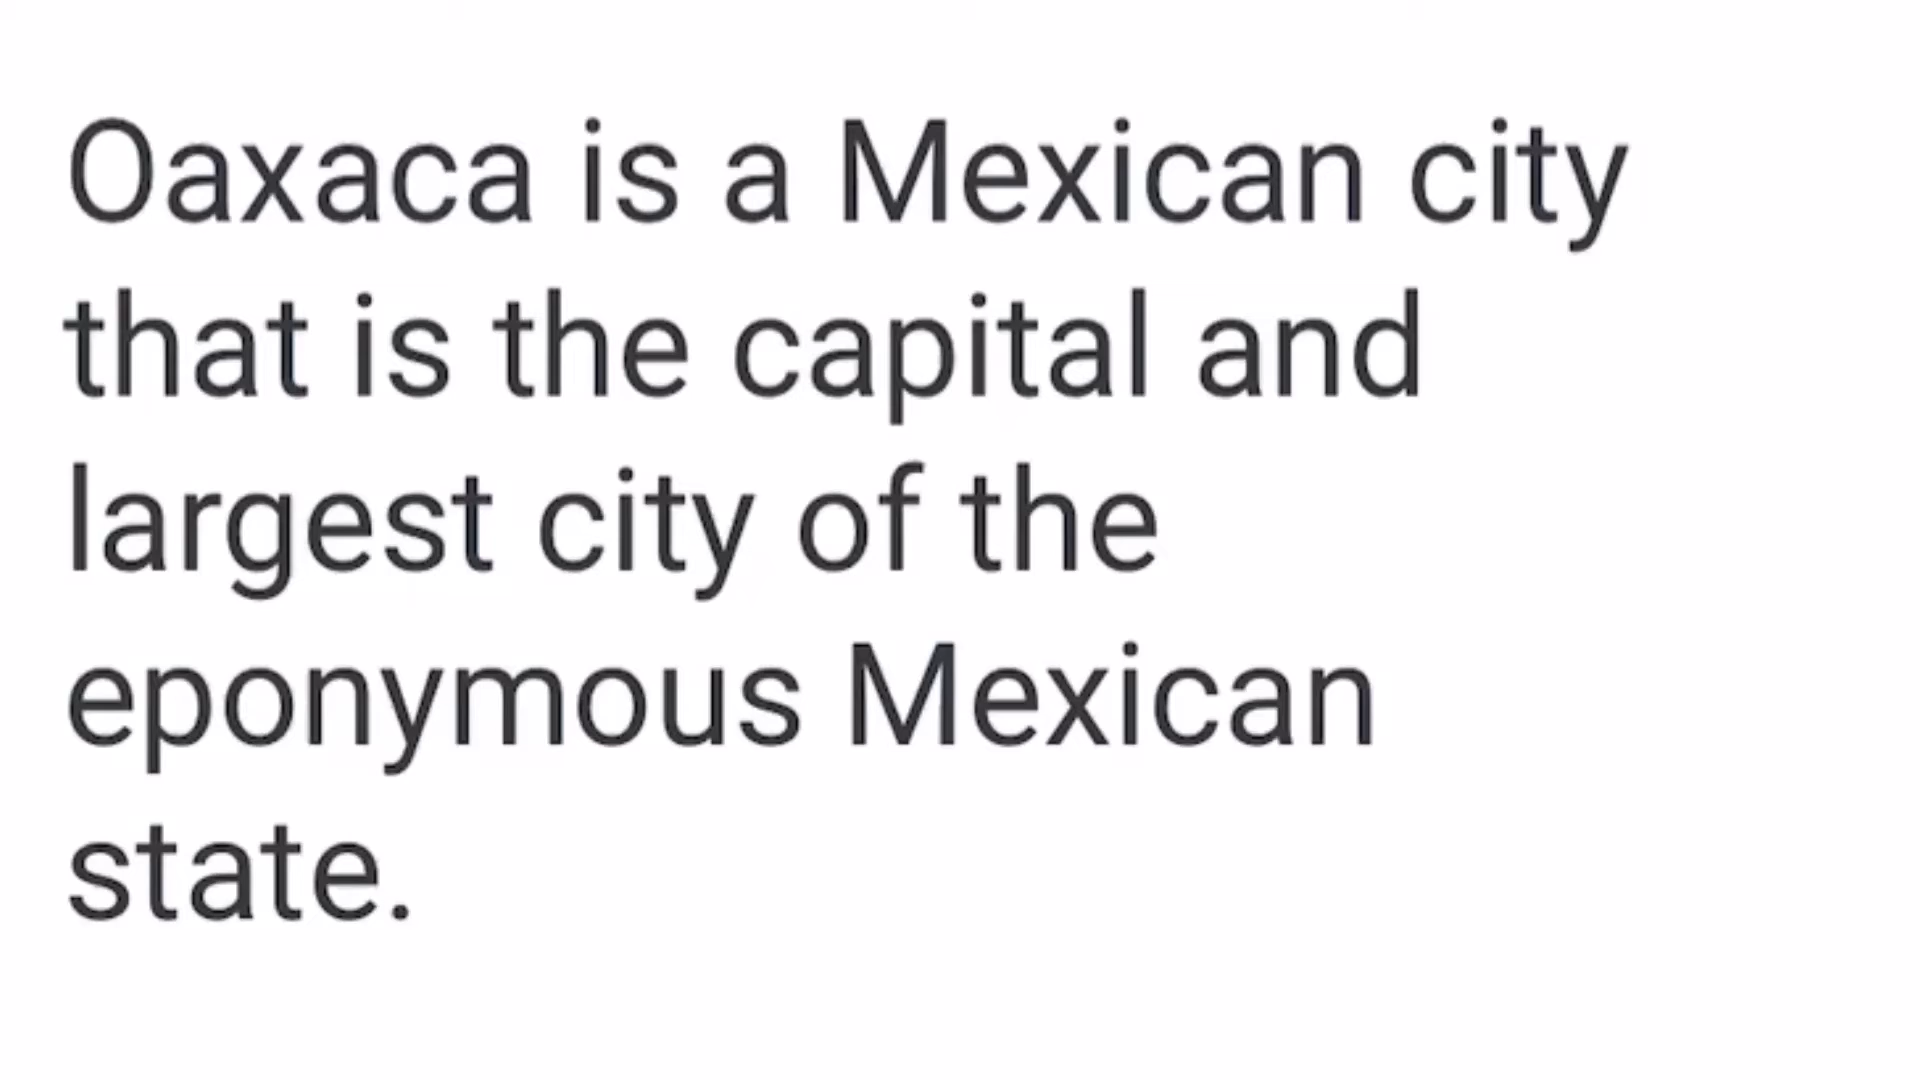 Oaxaca is a Mexican city
that is the capital and
largest city of the
eponymous Mexican
state.